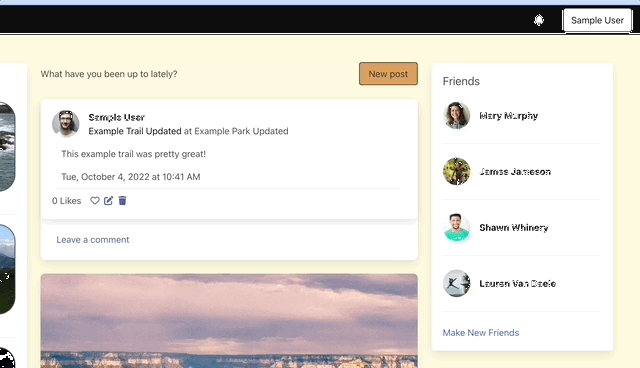 Sample User
What have you been up to lately?
New post
Sample User
Example Trail Updated at Example Park Updated
This example trail was pretty great!
Tue, October 4, 2022 at 10:41 AM
0 Likes
Leave a comment
Friends
Mary Murphy
James Jameson
Shawn Whinery
Lauren Van Deele
Make New Friends